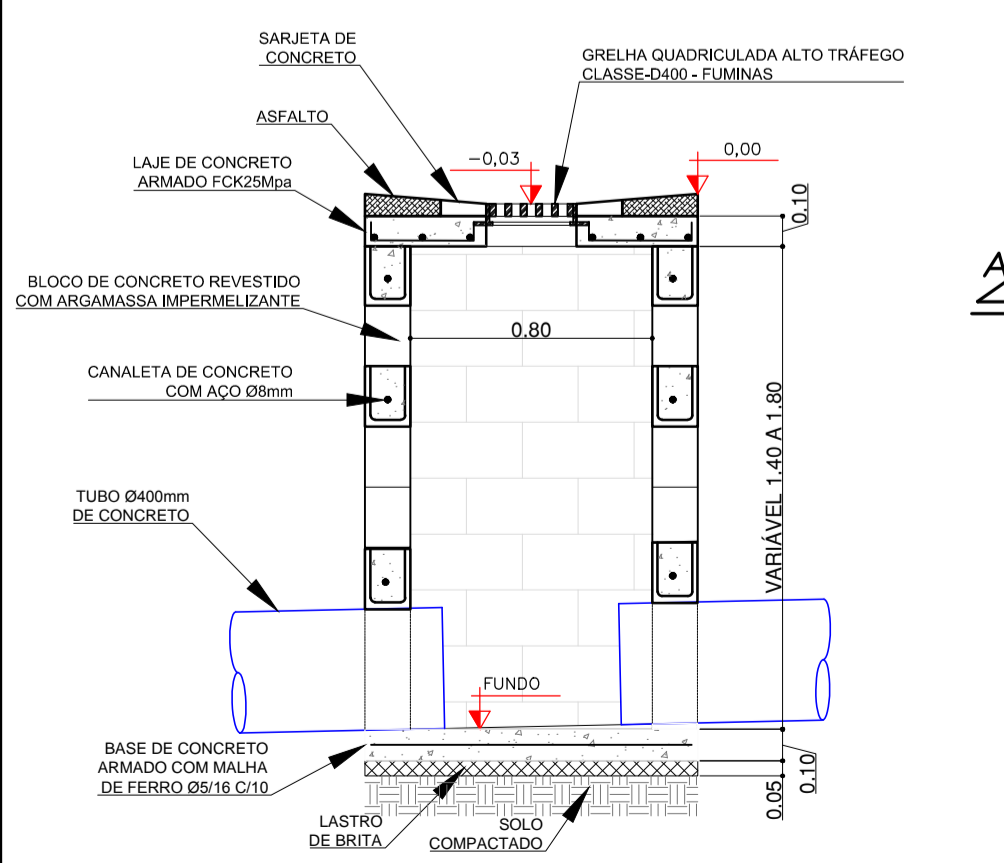 SARJETA DE
CONCRETO
GRELHA QUADRICULADA ALTO TRÁFEGO
CLASSE-D400 - FUMINAS
ASFALTO
-0,03
0,00
LAJE DE CONCRETO
ARMADO FCK25Mpa
0.10
BLOCO DE CONCRETO REVESTIDO
COM ARGAMASSA IMPERMELIZANTE
A
0.80
CANALETA DE CONCRETO
COM AÇO Ø8mm
VARIÁVEL 1.40 A 1.80
TUBO Ø400mm
DE CONCRETO
FUNDO
BASE DE CONCRETO
ARMADO COM MALHA
DE FERRO Ø5/16 C/10
0.10
0.05
LASTRO
DE BRITA
SOLO
COMPACTADO